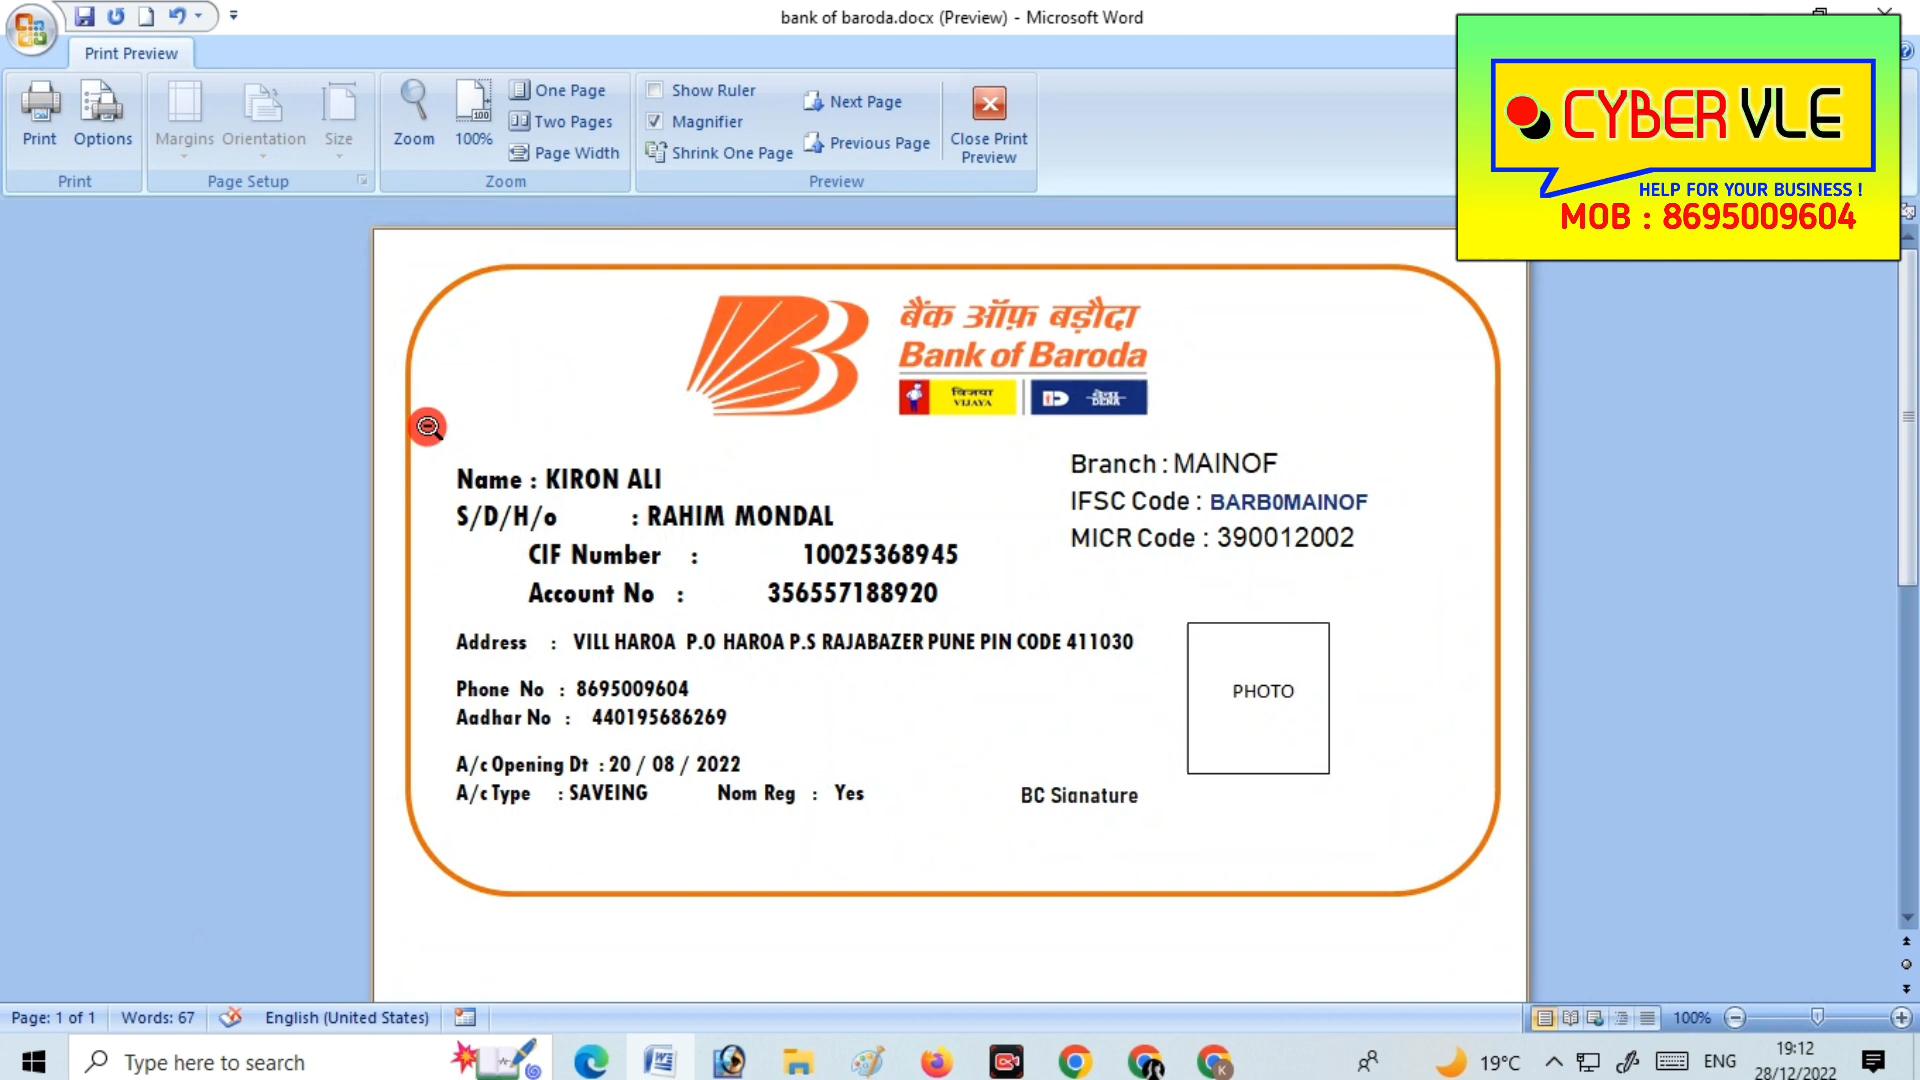 bank of baroda.docx (Preview) - Microsoft Word
Print Preview
Print
Options
Margins
Orientation
Size
Zoom
100
100%
One Page
Two Pages
Page Width
Show Ruler
Magnifier
Shrink One Page
Next Page
Previous Page
Close Print
Preview
Print
Page Setup
Zoom
Preview
CYBER VLE
HELP FOR YOUR BUSINESS !
MOB : 8695009604
बैंक ऑफ़ बड़ौदा
Bank of Baroda
विजया
VIJAYA
देना
DENA
Name : KIRON ALI
S/D/H/o : RAHIM MONDAL
CIF Number : 10025368945
Account No : 356557188920
Branch : MAINOF
IFSC Code : BARB0MAINOF
MICR Code : 390012002
Address : VILL HAROA P.O HAROA P.S RAJABAZER PUNE PIN CODE 411030
Phone No : 8695009604
Aadhar No : 440195686269
PHOTO
A/c Opening Dt : 20 / 08 / 2022
A/c Type : SAVEING Nom Reg : Yes
BC Signature
Page: 1 of 1
Words: 67
English (United States)
100%
Type here to search
K
19°C
ENG
19:12
28/12/2022